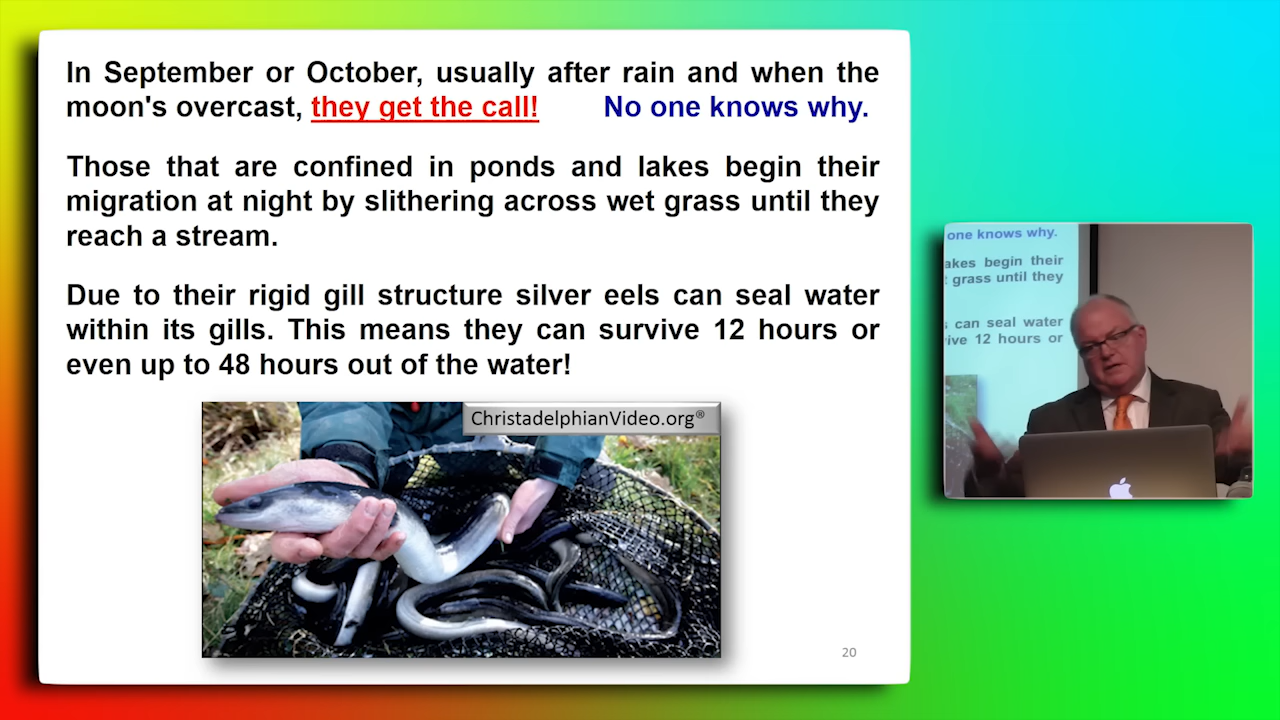 In September or October, usually after rain and when the
moon's overcast, they get the call! No one knows why.
Those that are confined in ponds and lakes begin their
migration at night by slithering across wet grass until they
reach a stream.
Due to their rigid gill structure silver eels can seal water
within its gills. This means they can survive 12 hours or
even up to 48 hours out of the water!
ChristadelphianVideo.org®
20
one knows why.
akes begin their
grass until they
can seal water
ive 12 hours or